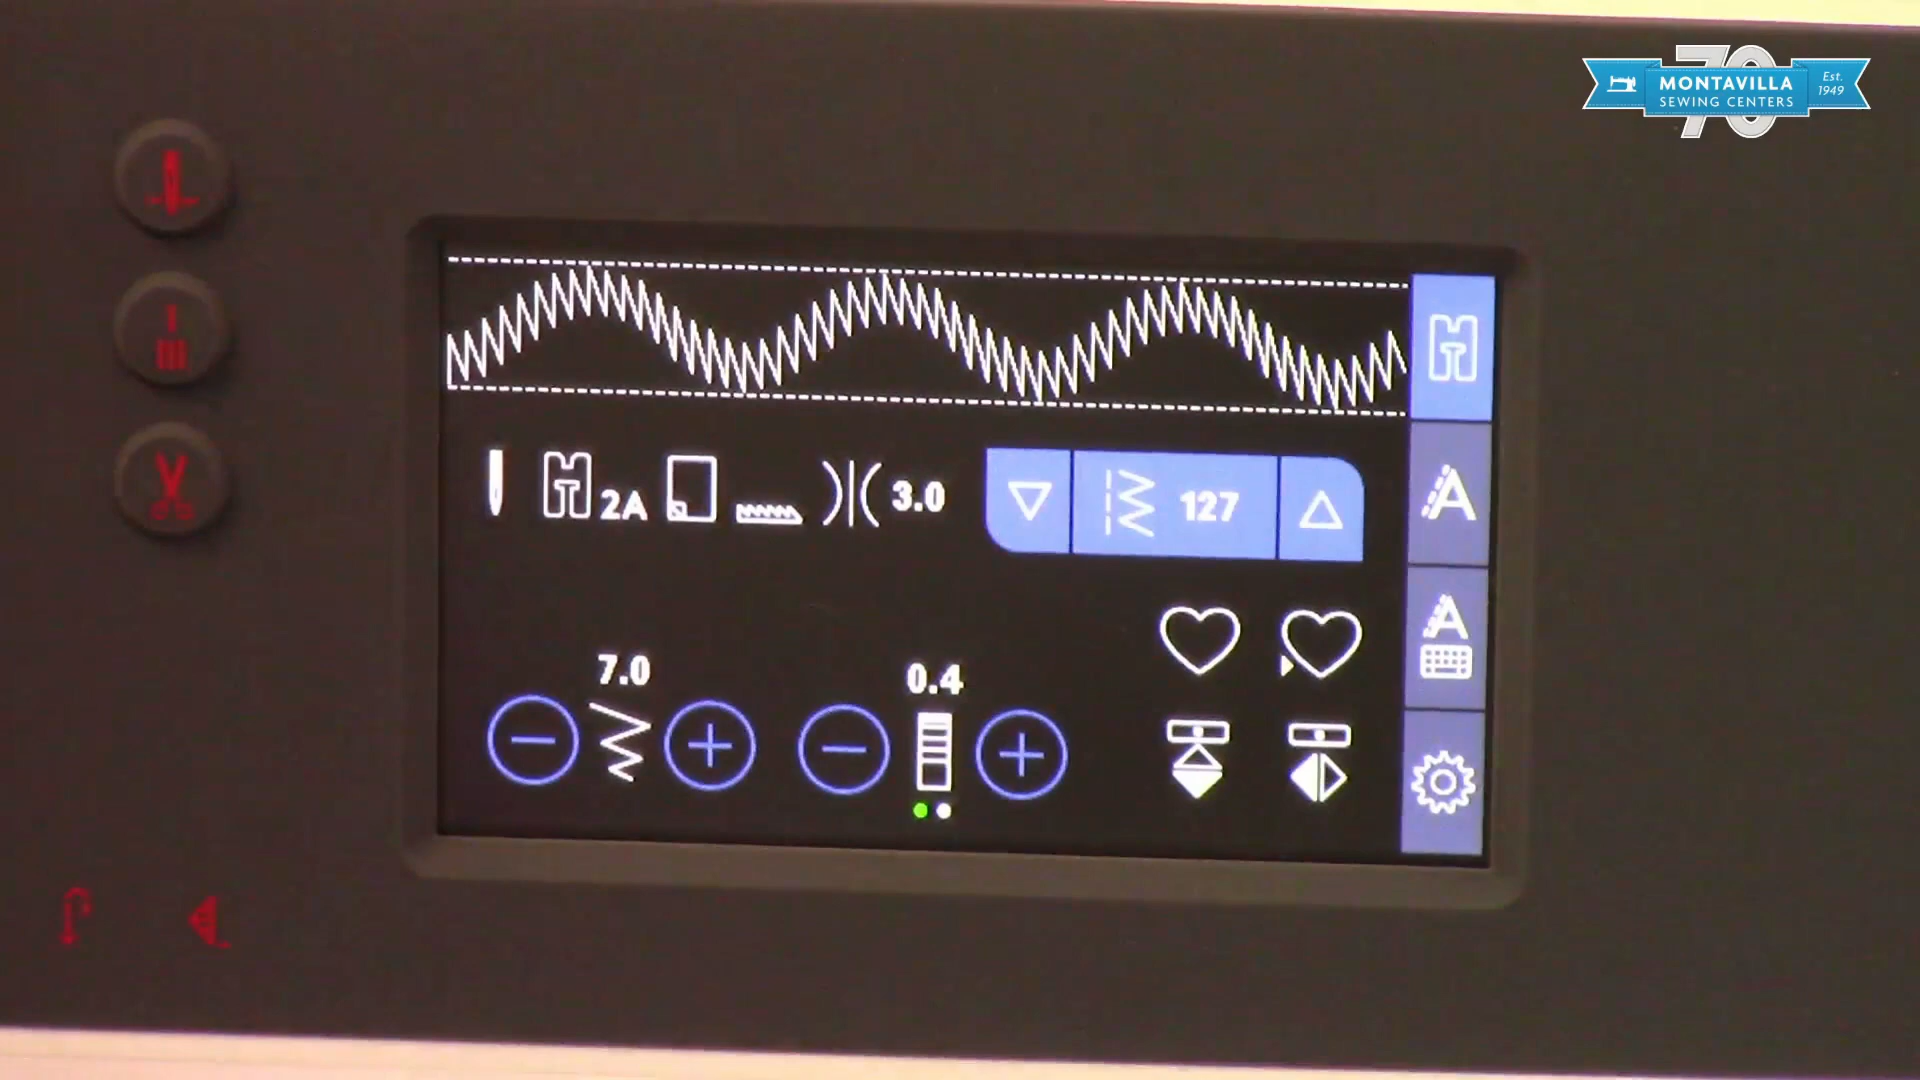 70
MONTAVILLA
SEWING CENTERS
Est.
1949
2A
3.0
127
A
A
7.0
0.4